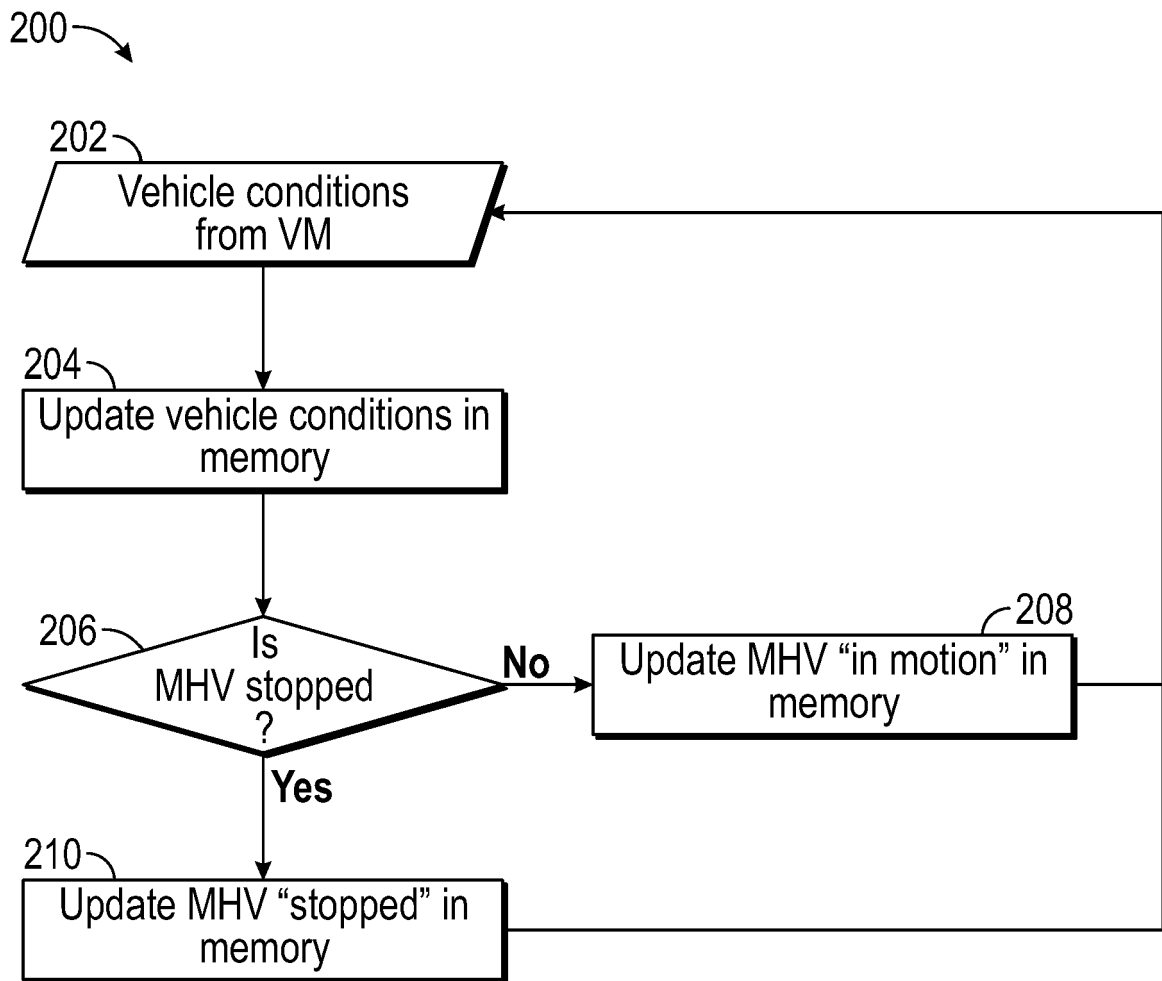 200
202
Vehicle conditions
from VM
204
Update vehicle conditions in
memory
206
Is
MHV stopped
?
No
208
Update MHV “in motion” in
memory
Yes
210
Update MHV “stopped” in
memory